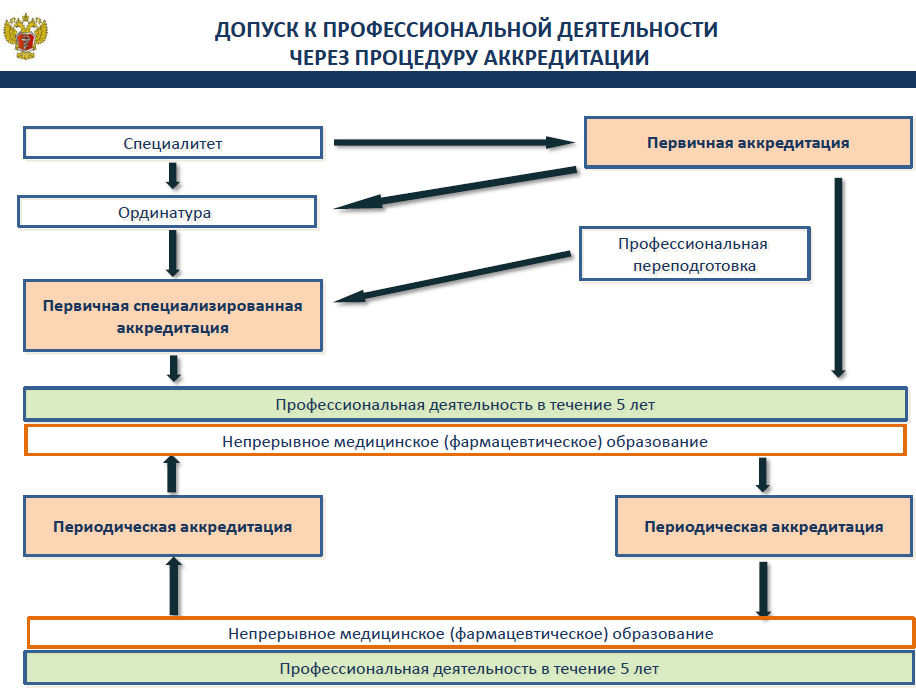 ДОПУСК К ПРОФЕССИОНАЛЬНОЙ ДЕЯТЕЛЬНОСТИ
ЧЕРЕЗ ПРОЦЕДУРУ АККРЕДИТАЦИИ
Специалитет
Первичная аккредитация
Ординатура
Профессиональная
переподготовка
Первичная специализированная
аккредитация
Профессиональная деятельность в течение 5 лет
Непрерывное медицинское (фармацевтическое) образование
Периодическая аккредитация
Периодическая аккредитация
Непрерывное медицинское (фармацевтическое) образование
Профессиональная деятельность в течение 5 лет